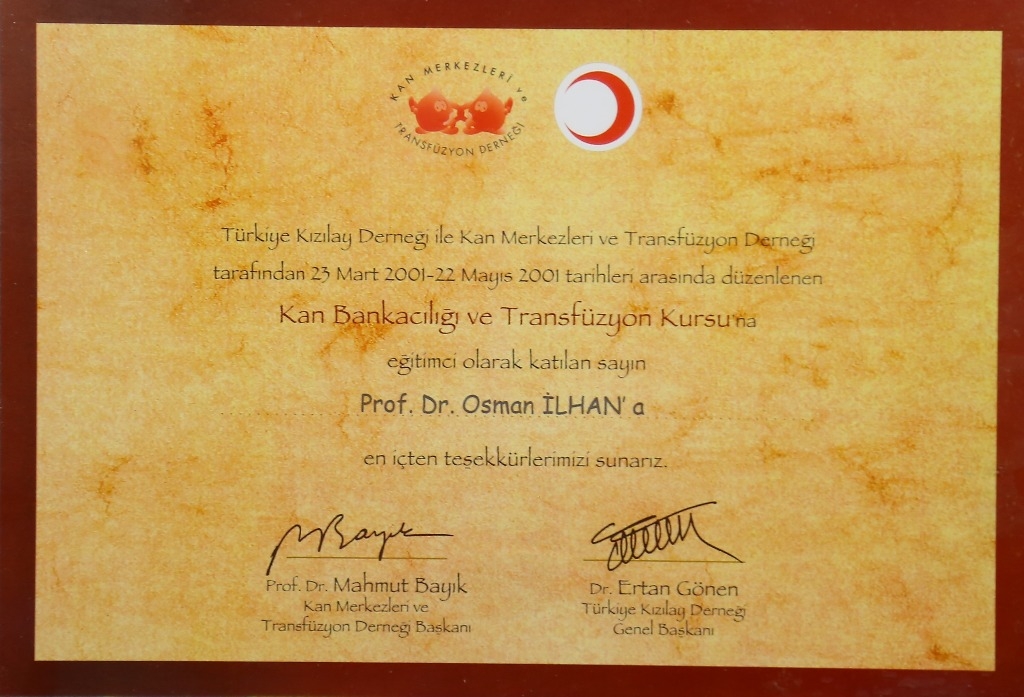 KAN MERKEZLERİ ve
TRANSFÜZYON DERNEĞİ
Türkiye Kızılay Derneği ile Kan Merkezleri ve Transfüzyon Derneği
tarafından 23 Mart 2001-22 Mayıs 2001 tarihleri arasında düzenlenen
Kan Bankacılığı ve Transfüzyon Kursu'na
eğitimci olarak katılan sayın
Prof. Dr. Osman İLHAN' a
en içten teşekkürlerimizi sunarız.
M Bayık
Prof. Dr. Mahmut Bayık
Dr. Ertan Gönen
Kan Merkezleri ve
Türkiye Kızılay Derneği
Transfüzyon Derneği Başkanı
Genel Başkanı